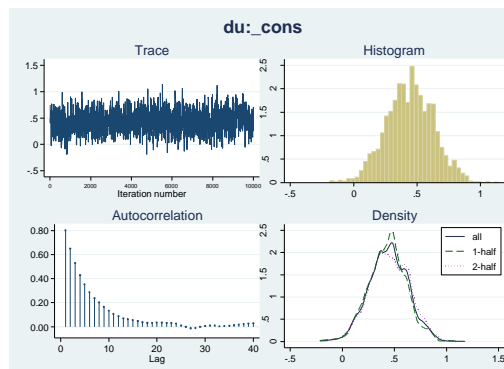 du:_cons
Trace
1.5
1
.5
0
-.5
0 2000 4000 6000 8000 10000
Iteration number
Histogram
2.5
2
1.5
1
.5
0
-.5 0 .5 1 1.5
Autocorrelation
0.80
0.60
0.40
0.20
0.00
0 10 20 30 40
Lag
Density
all
1-half
2-half
2.5
2
1.5
1
.5
0
-.5 0 .5 1 1.5